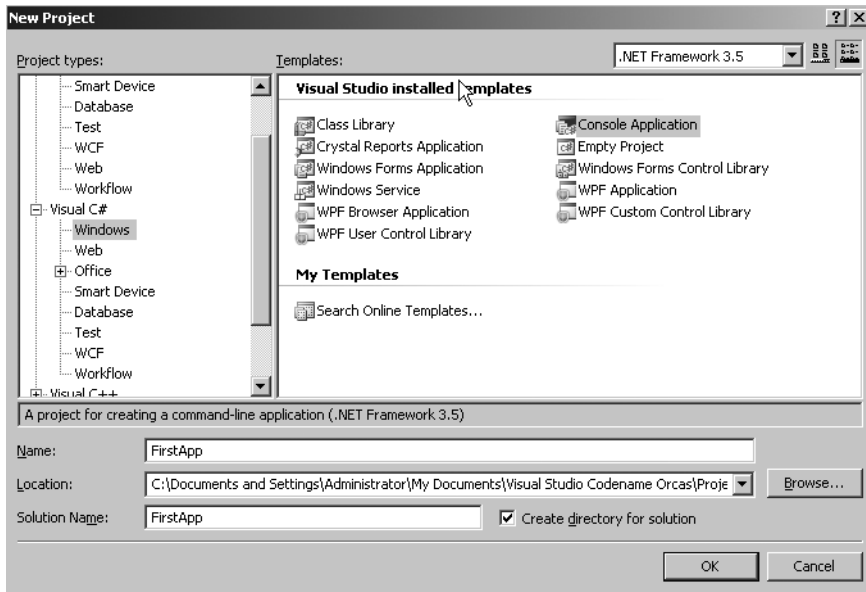 New Project
Project types:
Templates:
.NET Framework 3.5
Smart Device
Database
Test
WCF
Web
Workflow
Visual C#
Windows
Web
Office
Smart Device
Database
Test
WCF
Workflow
Visual C++
Visual Studio installed templates
Class Library
Console Application
Crystal Reports Application
Empty Project
Windows Forms Application
Windows Forms Control Library
Windows Service
WPF Application
WPF Browser Application
WPF Custom Control Library
WPF User Control Library
My Templates
Search Online Templates...
A project for creating a command-line application (.NET Framework 3.5)
Name:
FirstApp
Location:
C:\Documents and Settings\Administrator\My Documents\Visual Studio Codename Orcas\Proje
Browse...
Solution Name:
FirstApp
Create directory for solution
OK
Cancel